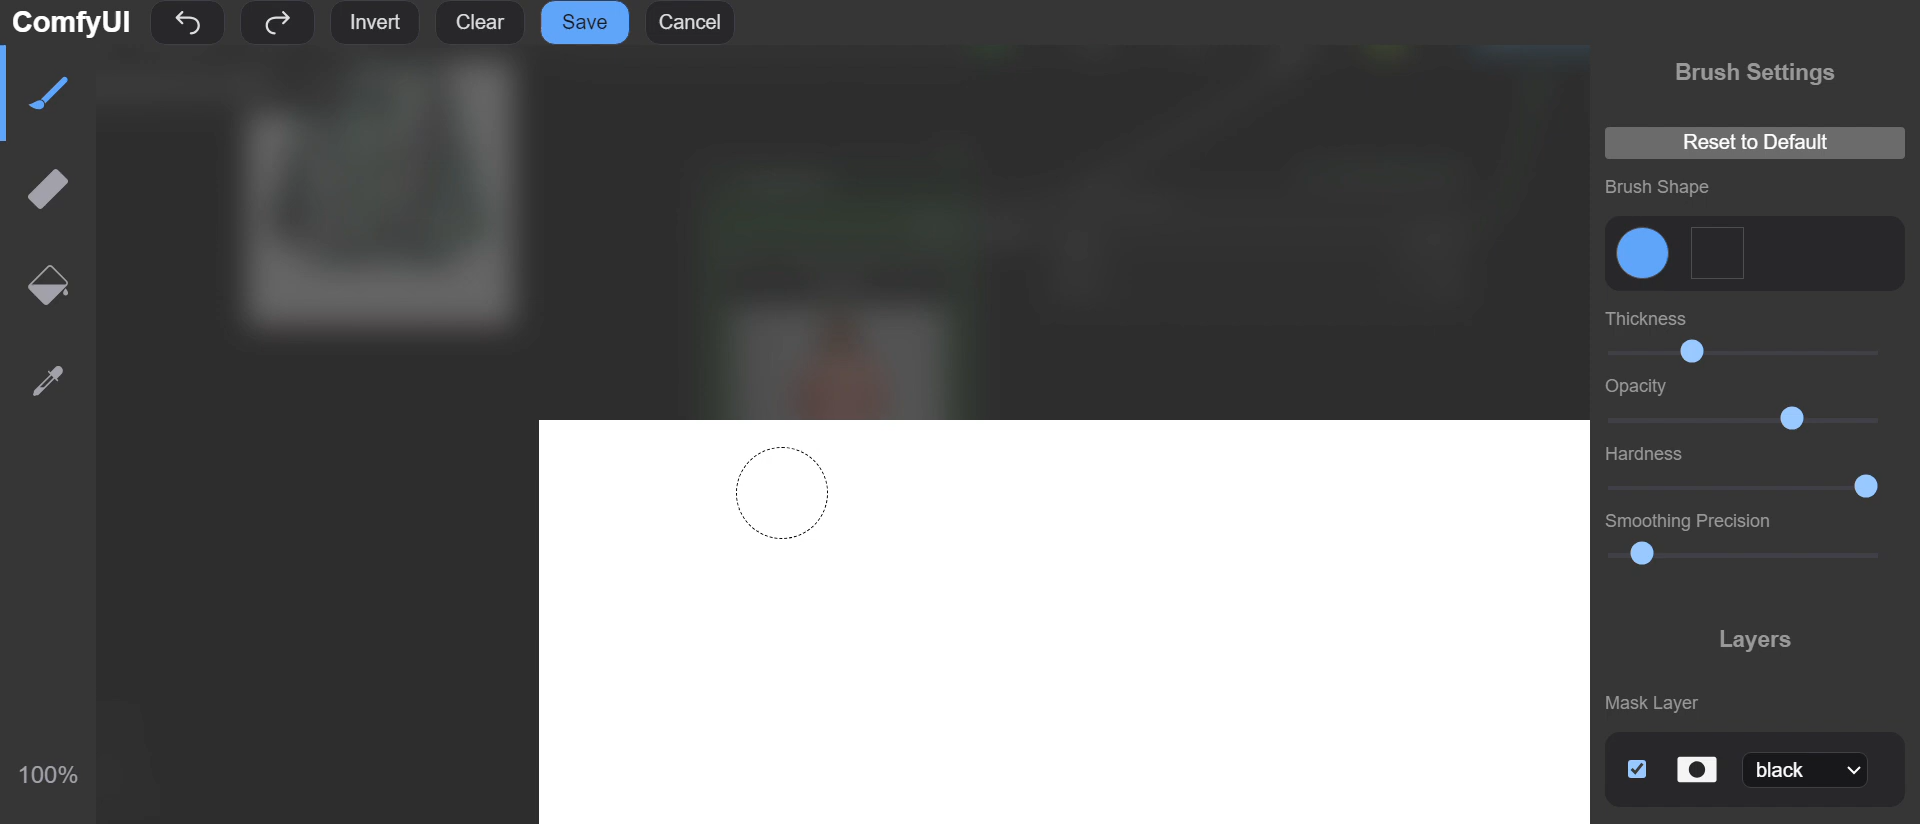 ComfyUI
Invert
Clear
Save
Cancel
Brush Settings
Reset to Default
Brush Shape
Thickness
Opacity
Hardness
Smoothing Precision
Layers
Mask Layer
black
100%